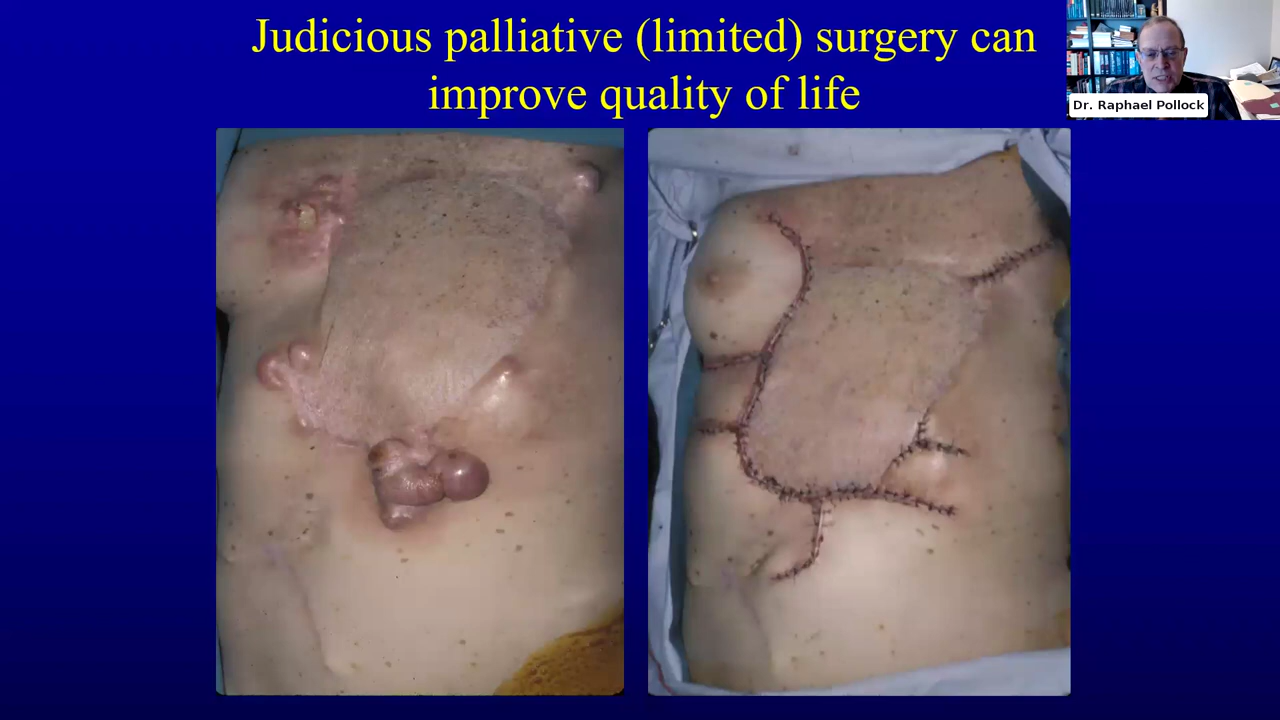 Judicious palliative (limited) surgery can
improve quality of life
Dr. Raphael Pollock